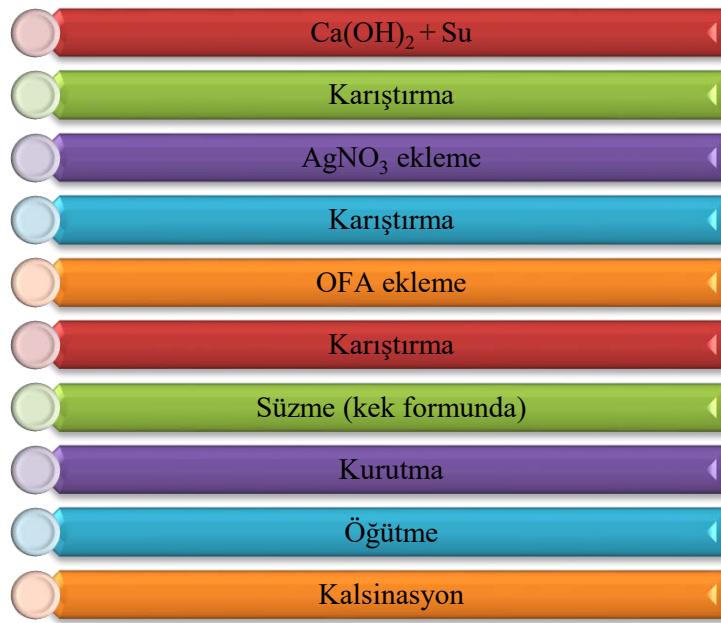 Ca(OH)₂ + Su
Karıştırma
AgNO₃ ekleme
Karıştırma
OFA ekleme
Karıştırma
Süzme (kek formunda)
Kurutma
Öğütme
Kalsinasyon